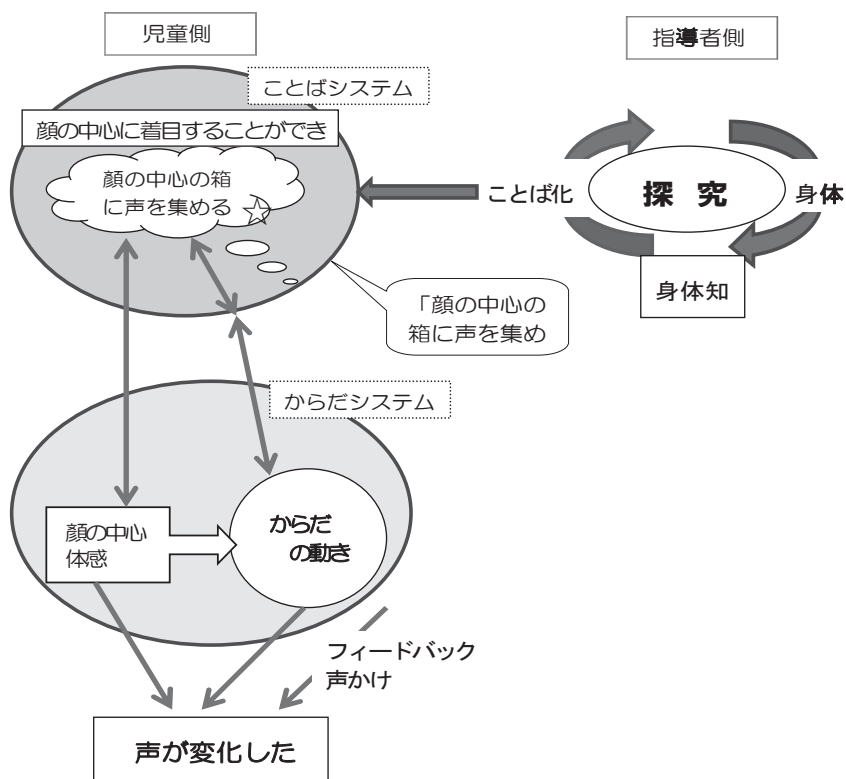 児童側
指導者側
ことばシステム
顔の中心に着目することができ
顔の中心の箱
に声を集める
ことば化
探 究
身体
身体知
「顔の中心の
箱に声を集め
からだシステム
顔の中心
体感
からだ
の動き
フィードバック
声かけ
声が変化した